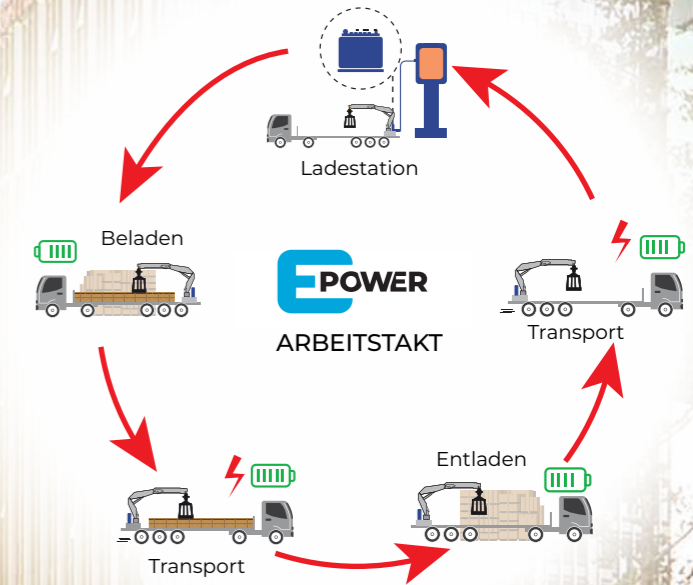 Ladestation
Beladen
EPOWER
ARBEITSTAKT
Transport
Entladen
Transport